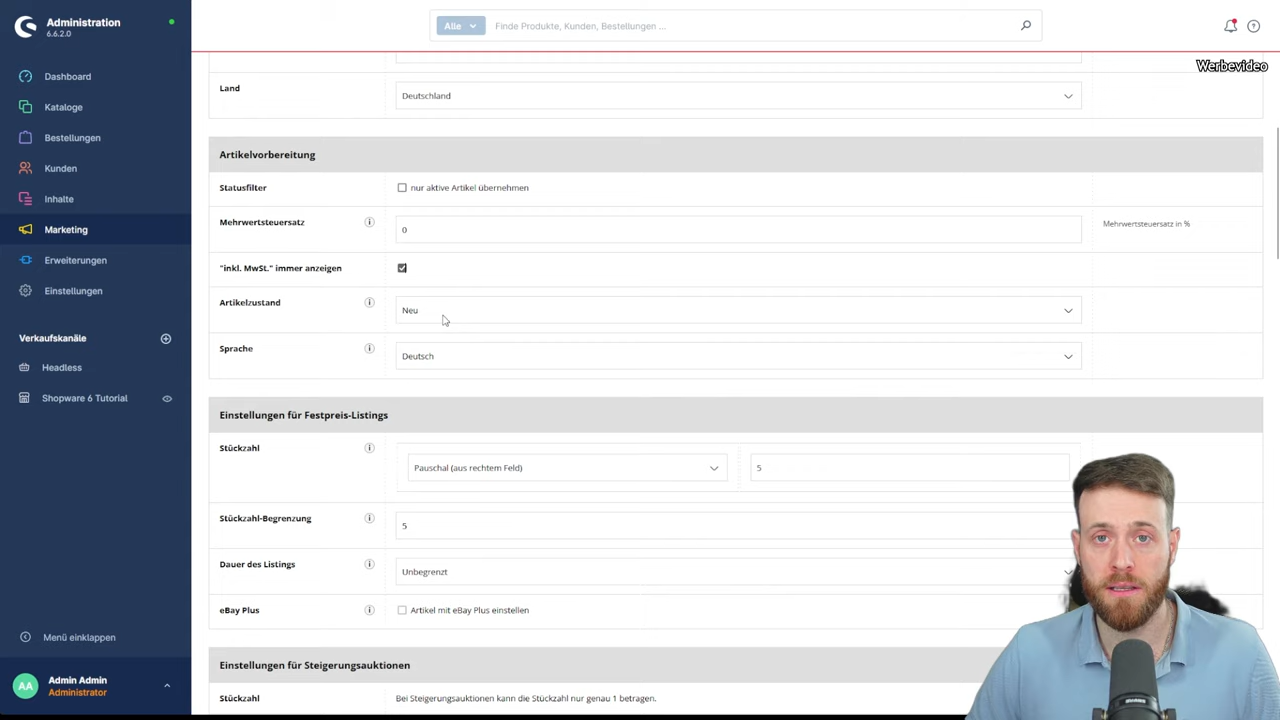 Administration
6.6.2.0
Alle
Finde Produkte, Kunden, Bestellungen ...
Werbevideo
Dashboard
Kataloge
Bestellungen
Kunden
Inhalte
Marketing
Erweiterungen
Einstellungen
Verkaufskanäle
Headless
Shopware 6 Tutorial
Menü einklappen
AA
Admin Admin
Administrator
Land
Deutschland
Artikelvorbereitung
Statusfilter
nur aktive Artikel übernehmen
Mehrwertsteuersatz
0
Mehrwertsteuersatz in %
"inkl. MwSt." immer anzeigen
Artikelzustand
Neu
Sprache
Deutsch
Einstellungen für Festpreis-Listings
Stückzahl
Pauschal (aus rechtem Feld)
5
Stückzahl-Begrenzung
5
Dauer des Listings
Unbegrenzt
eBay Plus
Artikel mit eBay Plus einstellen
Einstellungen für Steigerungsauktionen
Stückzahl
Bei Steigerungsauktionen kann die Stückzahl nur genau 1 betragen.